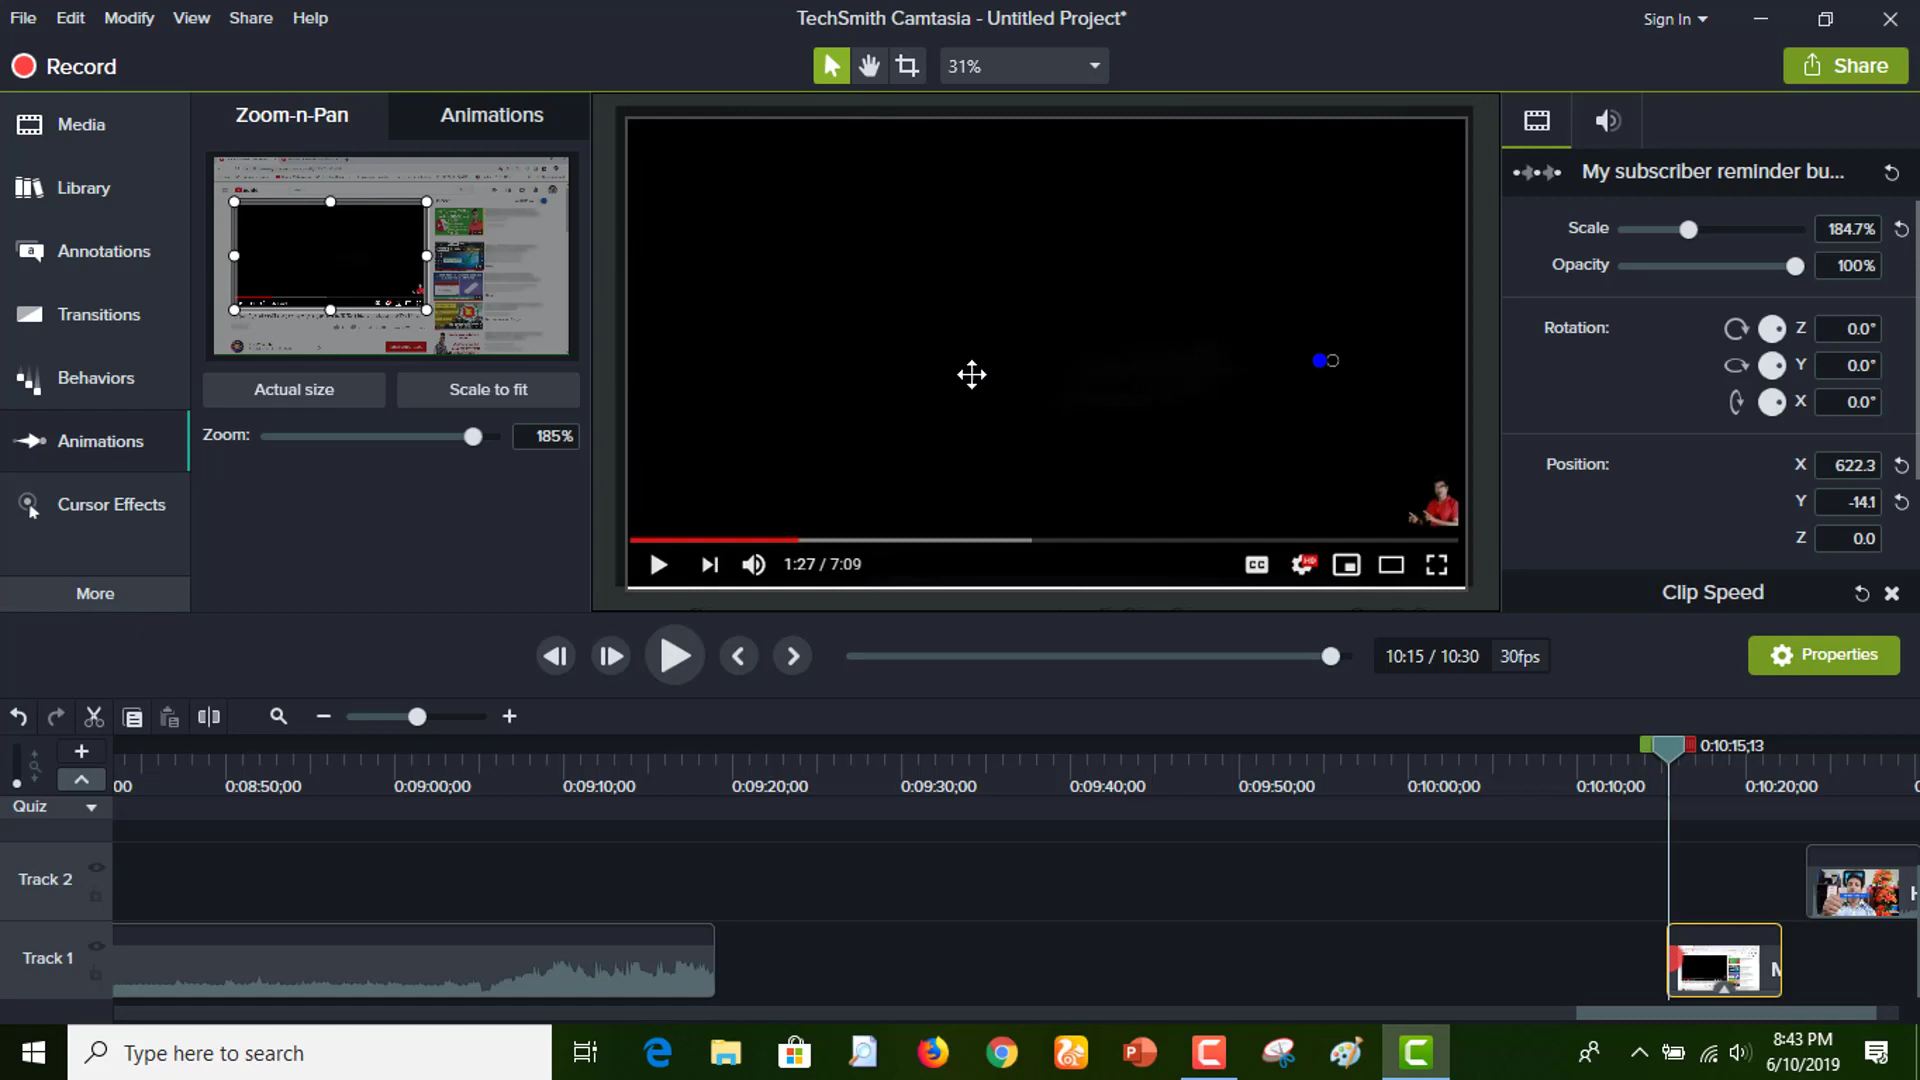 File Edit Modify View Share Help
TechSmith Camtasia - Untitled Project*
Sign In
Record
31%
Share
Media
Library
Annotations
Transitions
Behaviors
Animations
Cursor Effects
More
Zoom-n-Pan
Animations
Actual size
Scale to fit
Zoom:
185%
1:27 / 7:09
CC
HD
My subscriber reminder bu...
Scale
184.7%
Opacity
100%
Rotation:
Z
0.0°
Y
0.0°
X
0.0°
Position:
X
622.3
Y
-14.1
Z
0.0
Clip Speed
10:15 / 10:30
30fps
Properties
0:10:15;13
00
0:08:50;00
0:09:00;00
0:09:10;00
0:09:20;00
0:09:30;00
0:09:40;00
0:09:50;00
0:10:00;00
0:10:10;00
0:10:20;00
Quiz
Track 2
Track 1
Type here to search
8:43 PM
6/10/2019